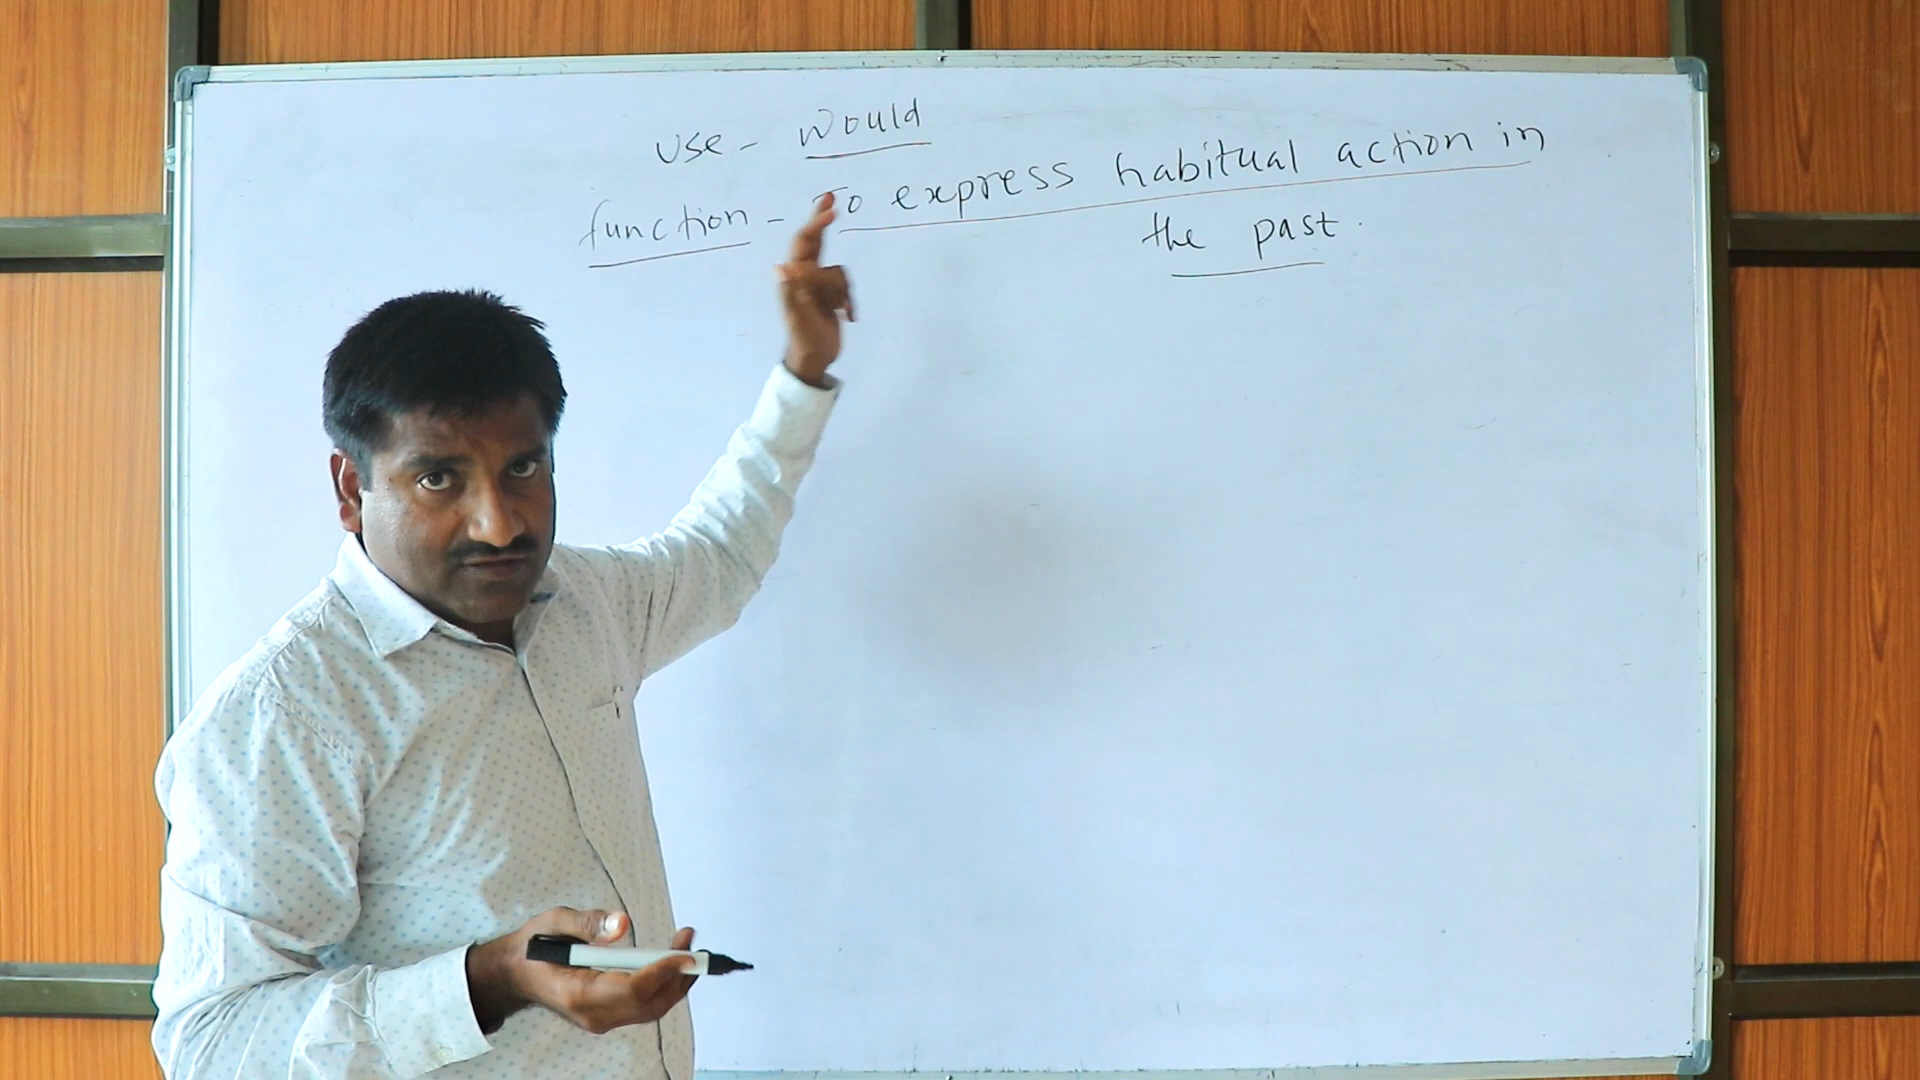 use - would
function - To express habitual action in
the past.